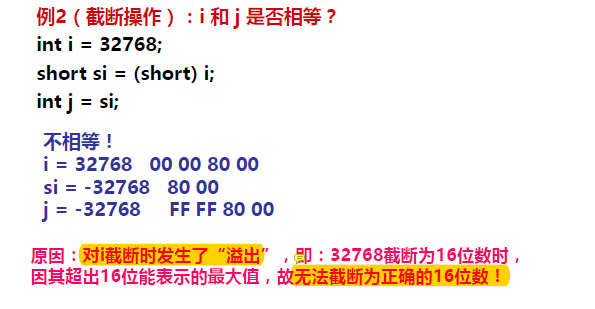 例2（截断操作）：i 和 j 是否相等？
int i = 32768;
short si = (short) i;
int j = si;
不相等！
i = 32768 00 00 80 00
si = -32768 80 00
j = -32768 FF FF 80 00
原因：对i截断时发生了“溢出”，即：32768截断为16位数时，
因其超出16位能表示的最大值，故无法截断为正确的16位数！